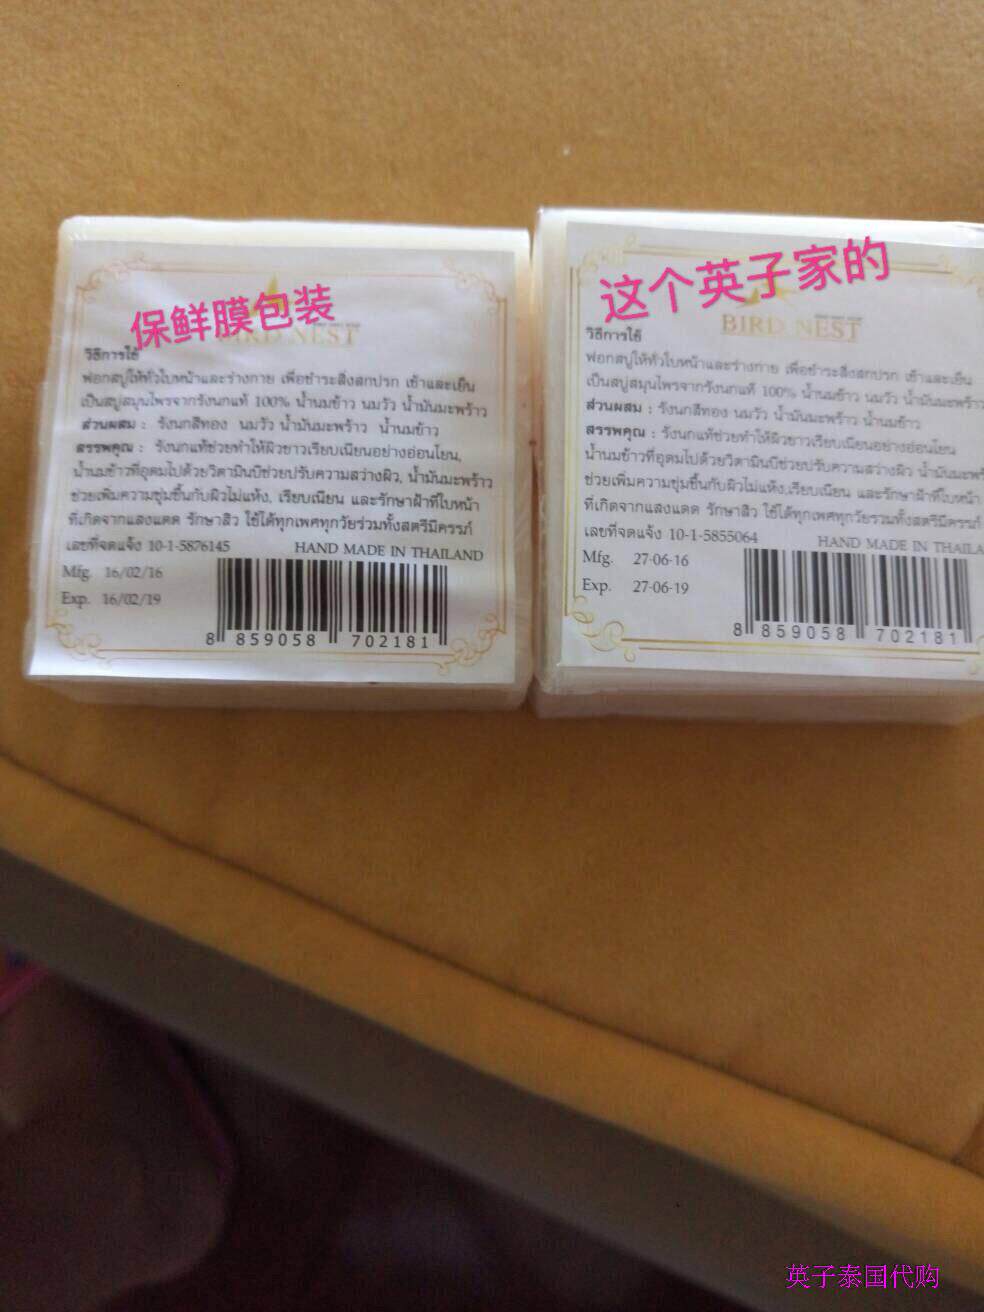 保鲜膜包装
BIRD NEST
วิธีการใช้
ฟอกสบู่ให้ทั่วใบหน้าและร่างกาย เพื่อชำระสิ่งสกปรก เช้าและเย็น
เป็นสบู่สมุนไพรจากรังนกแท้ 100% น้ำนมข้าว นมวัว น้ำมันมะพร้าว
ส่วนผสม : รังนกสีทอง นมวัว น้ำมันมะพร้าว น้ำนมข้าว
สรรพคุณ : รังนกแท้ช่วยทำให้ผิวขาวเรียบเนียนอย่างอ่อนโยน,
น้ำนมข้าวที่อุดมไปด้วยวิตามินบีช่วยปรับความสว่างผิว, น้ำมันมะพร้าว
ช่วยเพิ่มความชุ่มชื้นกับผิวไม่แห้ง, เรียบเนียน และรักษาฝ้าที่ใบหน้า
ที่เกิดจากแสงแดด รักษาสิว ใช้ได้ทุกเพศทุกวัยร่วมทั้งสตรีมีครรภ์
เลขที่จดแจ้ง 10-1-5876145 HAND MADE IN THAILAND
Mfg. 16/02/16
Exp. 16/02/19
8 859058 702181
这个英子家的
BIRD NEST
วิธีการใช้
ฟอกสบู่ให้ทั่วใบหน้าและร่างกาย เพื่อชำระสิ่งสกปรก เช้าและเย็น
เป็นสบู่สมุนไพรจากรังนกแท้ 100% น้ำนมข้าว นมวัว น้ำมันมะพร้าว
ส่วนผสม : รังนกสีทอง นมวัว น้ำมันมะพร้าว น้ำนมข้าว
สรรพคุณ : รังนกแท้ช่วยทำให้ผิวขาวเรียบเนียนอย่างอ่อนโยน
น้ำนมข้าวที่อุดมไปด้วยวิตามินบีช่วยปรับความสว่างผิว น้ำมันมะพร้
ช่วยเพิ่มความชุ่มชื้นกับผิวไม่แห้ง,เรียบเนียน และรักษาฝ้าที่ใบหน้า
ที่เกิดจากแสงแดด รักษาสิว ใช้ได้ทุกเพศทุกวัยรวมทั้งสตรีมีครรภ์
เลขที่จดแจ้ง 10-1-5855064 HAND MADE IN THAILA
Mfg. 27-06-16
Exp. 27-06-19
8 859058 702181
英子泰国代购